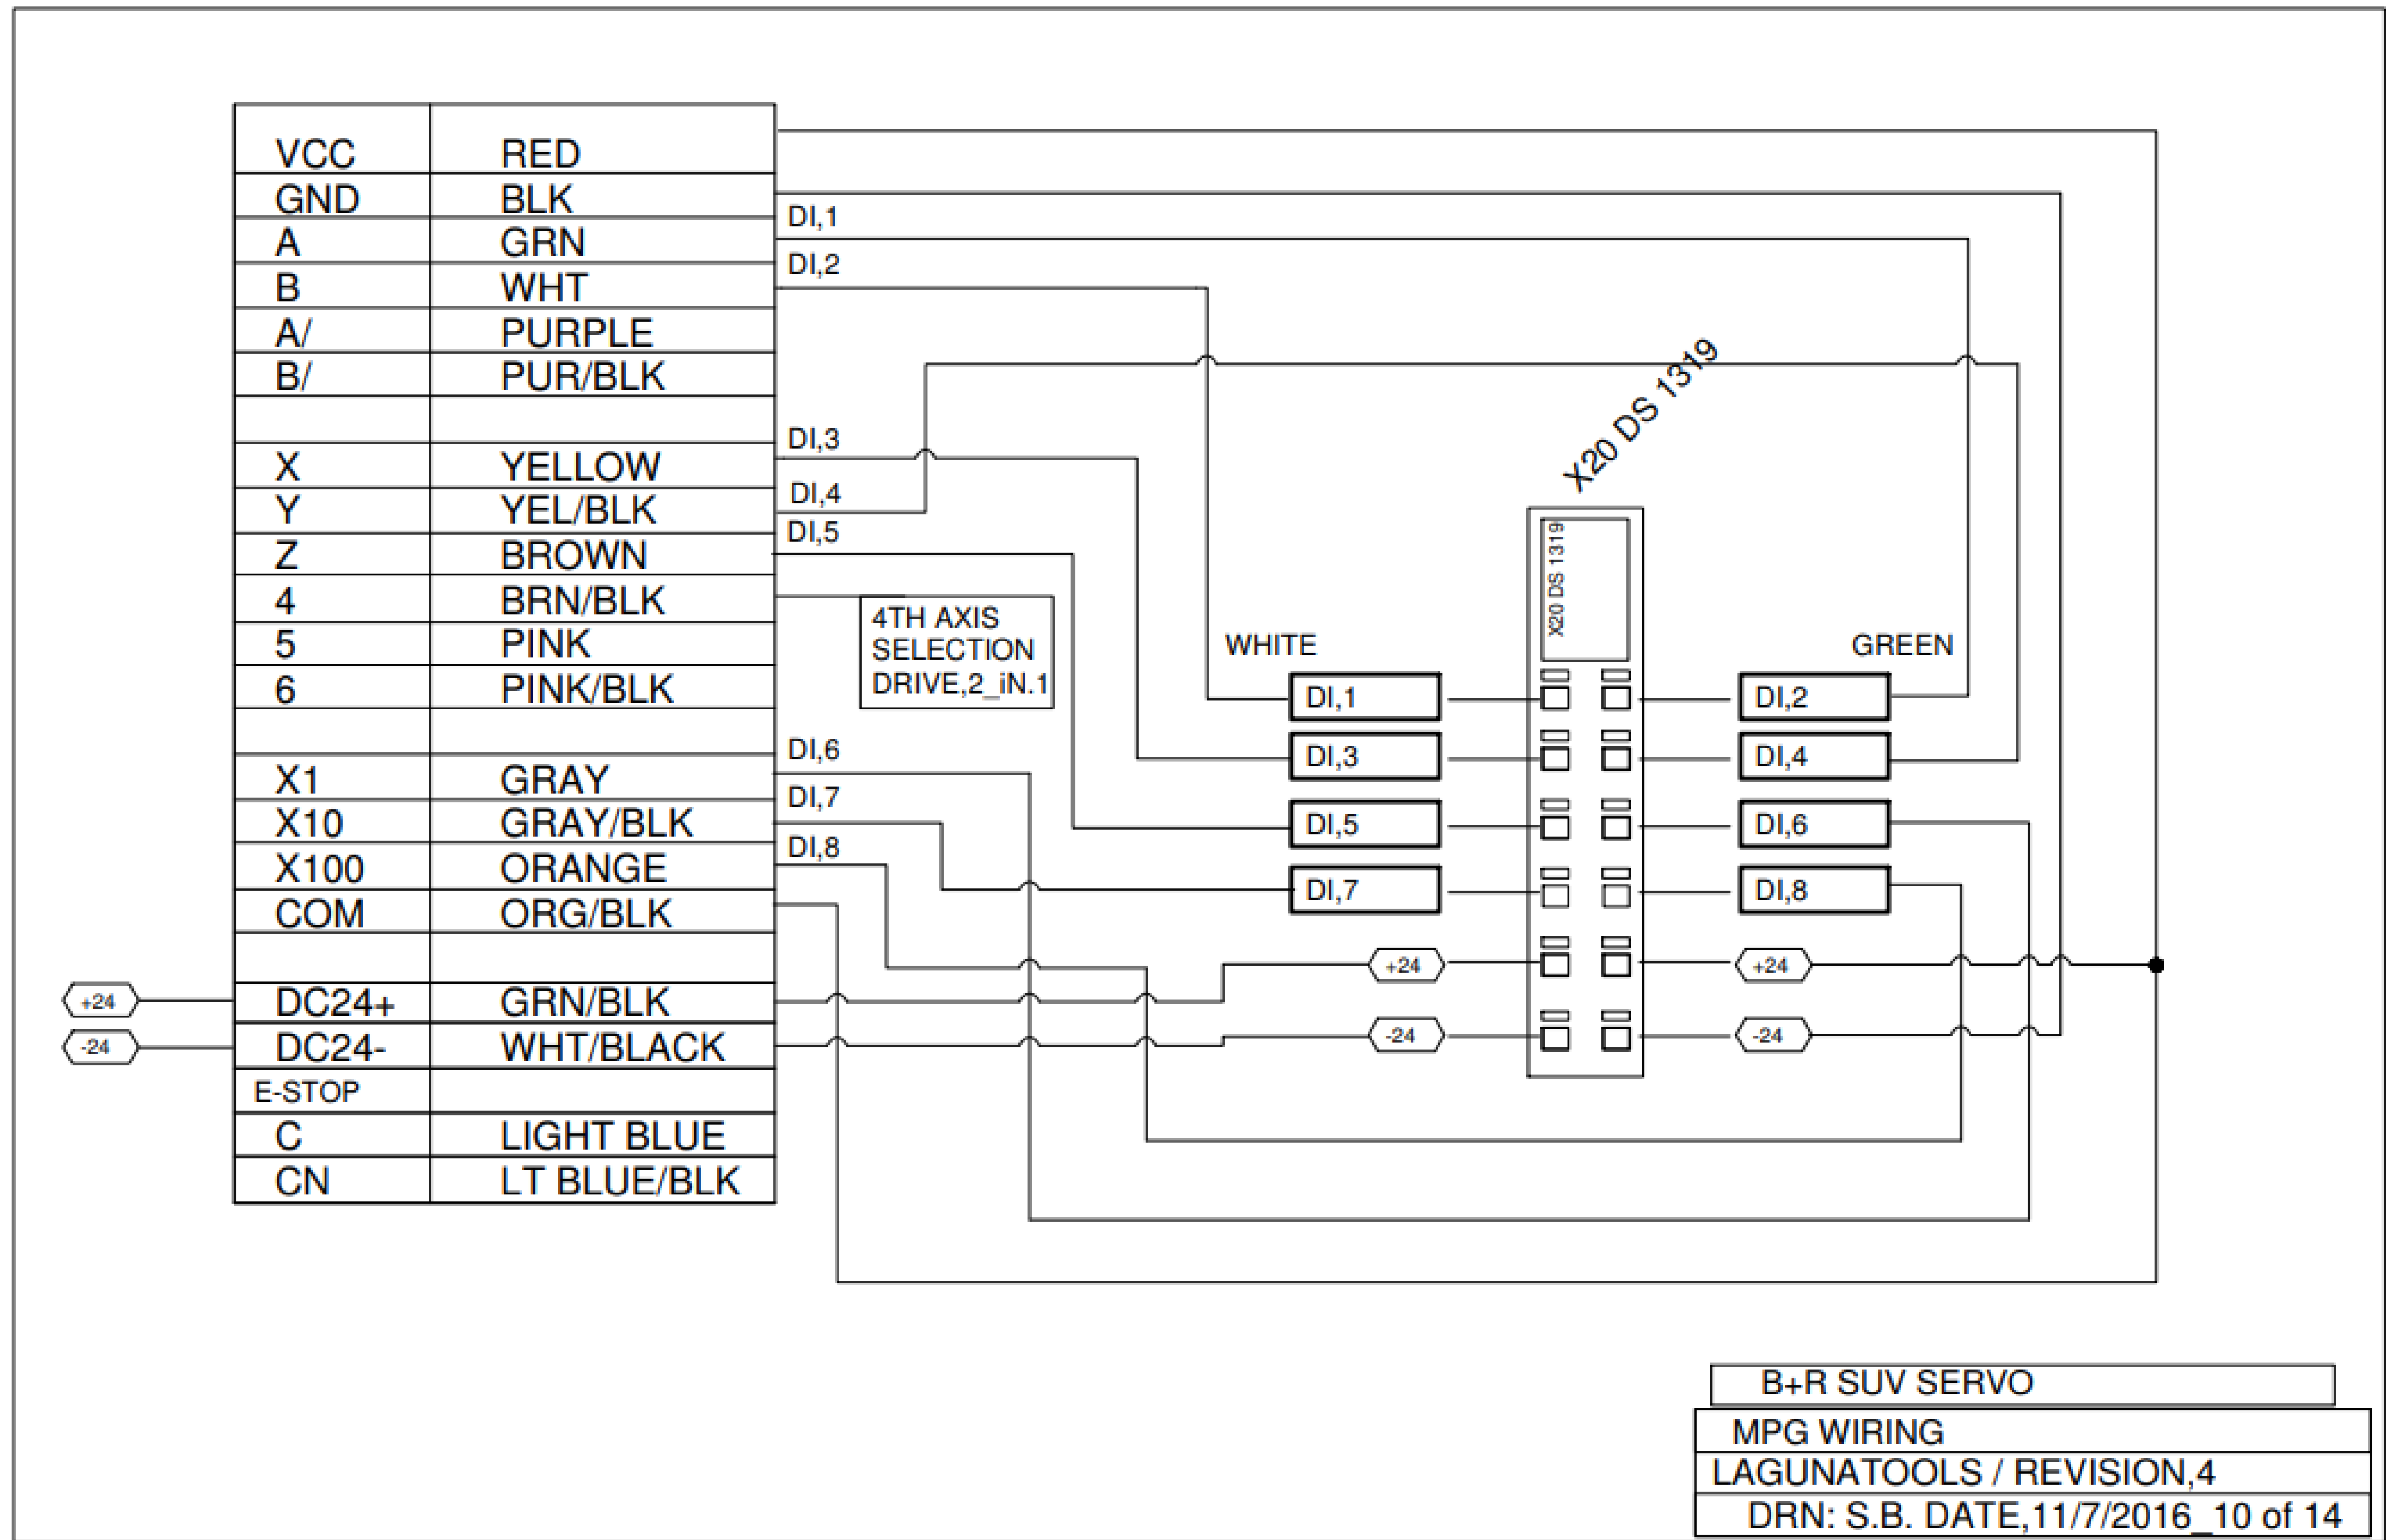 VCC RED
GND BLK
DI,1
A GRN
DI,2
B WHT
A/ PURPLE
B/ PUR/BLK
DI,3
X YELLOW
DI,4
Y YEL/BLK
DI,5
Z BROWN
4 BRN/BLK
5 PINK
6 PINK/BLK
4TH AXIS
SELECTION
DRIVE,2_iN.1
DI,6
X1 GRAY
DI,7
X10 GRAY/BLK
DI,8
X100 ORANGE
COM ORG/BLK
+24 DC24+ GRN/BLK
-24 DC24- WHT/BLACK
E-STOP
C LIGHT BLUE
CN LT BLUE/BLK
X20 DS 1319
X20 DS 1319
WHITE GREEN
DI,1 DI,2
DI,3 DI,4
DI,5 DI,6
DI,7 DI,8
+24 +24
-24 -24
B+R SUV SERVO
MPG WIRING
LAGUNATOOLS / REVISION,4
DRN: S.B. DATE,11/7/2016_10 of 14